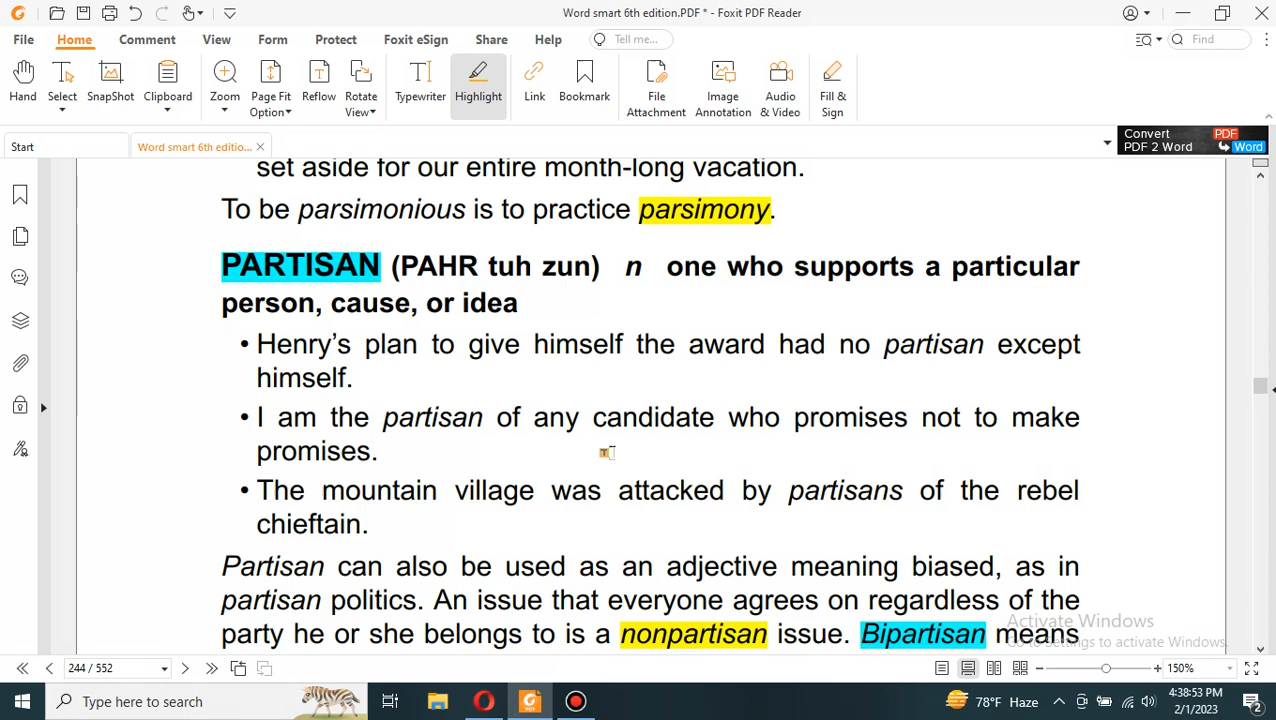 Word smart 6th edition.PDF * - Foxit PDF Reader
File Home Comment View Form Protect Foxit eSign Share Help Tell me... Find
Hand Select SnapShot Clipboard Zoom Page Fit Option Reflow Rotate View Typewriter Highlight Link Bookmark File Attachment Image Annotation Audio & Video Fill & Sign
Start Word smart 6th editio... Convert PDF
PDF 2 Word Word
set aside for our entire month-long vacation.
To be parsimonious is to practice parsimony.
PARTISAN (PAHR tuh zun) n one who supports a particular
person, cause, or idea
• Henry’s plan to give himself the award had no partisan except
himself.
• I am the partisan of any candidate who promises not to make
promises.
• The mountain village was attacked by partisans of the rebel
chieftain.
Partisan can also be used as an adjective meaning biased, as in
partisan politics. An issue that everyone agrees on regardless of the
party he or she belongs to is a nonpartisan issue. Bipartisan means
Activate Windows
Go to Settings to activate Windows.
244 / 552 150%
Type here to search 78°F Haze 4:38:53 PM
2/1/2023 2